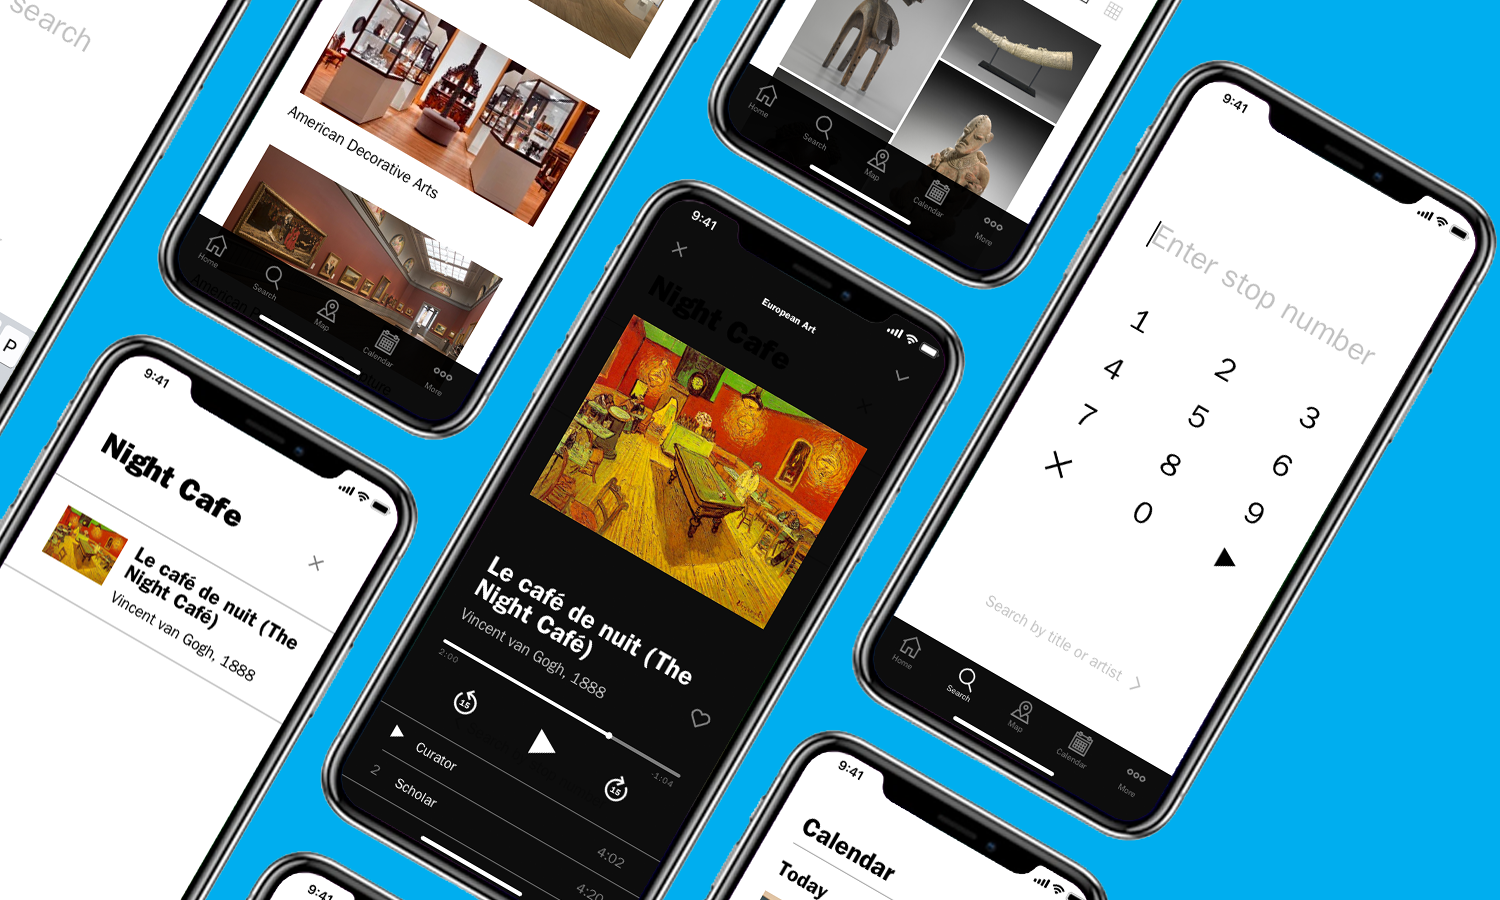 search
P
American Decorative Arts
Home
Search
Map
Calendar
More
Home
Search
Map
Calendar
More
9:41
Enter stop number
1
2
3
4
5
6
7
8
9
0
Search by title or artist
Home
Search
Map
Calendar
More
9:41
Night Cafe
Le café de nuit (The
Night Café)
Vincent van Gogh, 1888
9:41
European Art
Night Cafe
Le café de nuit (The
Night Café)
Vincent van Gogh, 1888
2:00
-1:04
15
15
Curator
4:02
2
Scholar
4:20
9:41
Calendar
Today
9:41